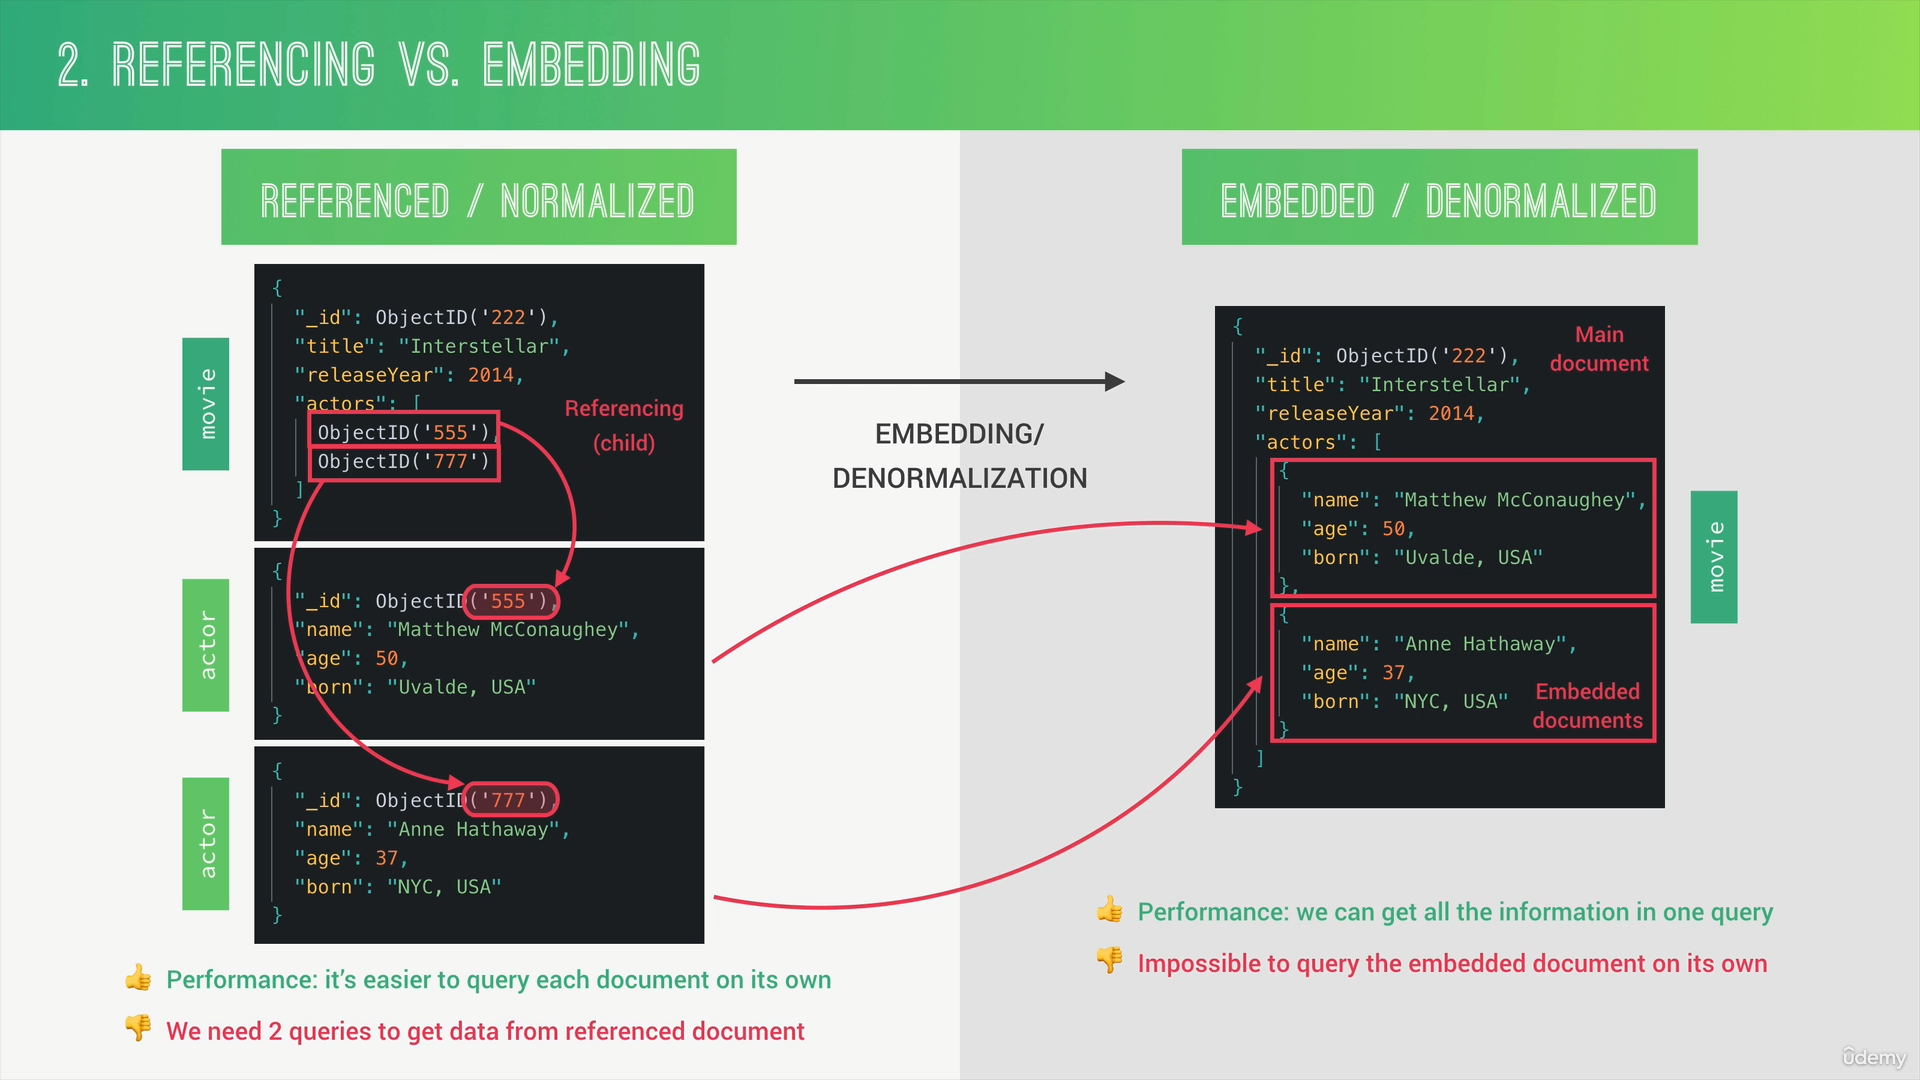 2. REFERENCING VS. EMBEDDING
REFERENCED / NORMALIZED
movie
{
"_id": ObjectID('222'),
"title": "Interstellar",
"releaseYear": 2014,
"actors": [
ObjectID('555'),
ObjectID('777')
]
}
Referencing
(child)
actor
{
"_id": ObjectID('555'),
"name": "Matthew McConaughey",
"age": 50,
"born": "Uvalde, USA"
}
actor
{
"_id": ObjectID('777'),
"name": "Anne Hathaway",
"age": 37,
"born": "NYC, USA"
}
👍 Performance: it's easier to query each document on its own
👎 We need 2 queries to get data from referenced document
EMBEDDING/
DENORMALIZATION
EMBEDDED / DENORMALIZED
{
"_id": ObjectID('222'),
"title": "Interstellar",
"releaseYear": 2014,
"actors": [
{
"name": "Matthew McConaughey",
"age": 50,
"born": "Uvalde, USA"
},
{
"name": "Anne Hathaway",
"age": 37,
"born": "NYC, USA"
}
]
}
Main
document
Embedded
documents
movie
👍 Performance: we can get all the information in one query
👎 Impossible to query the embedded document on its own
ûdemy